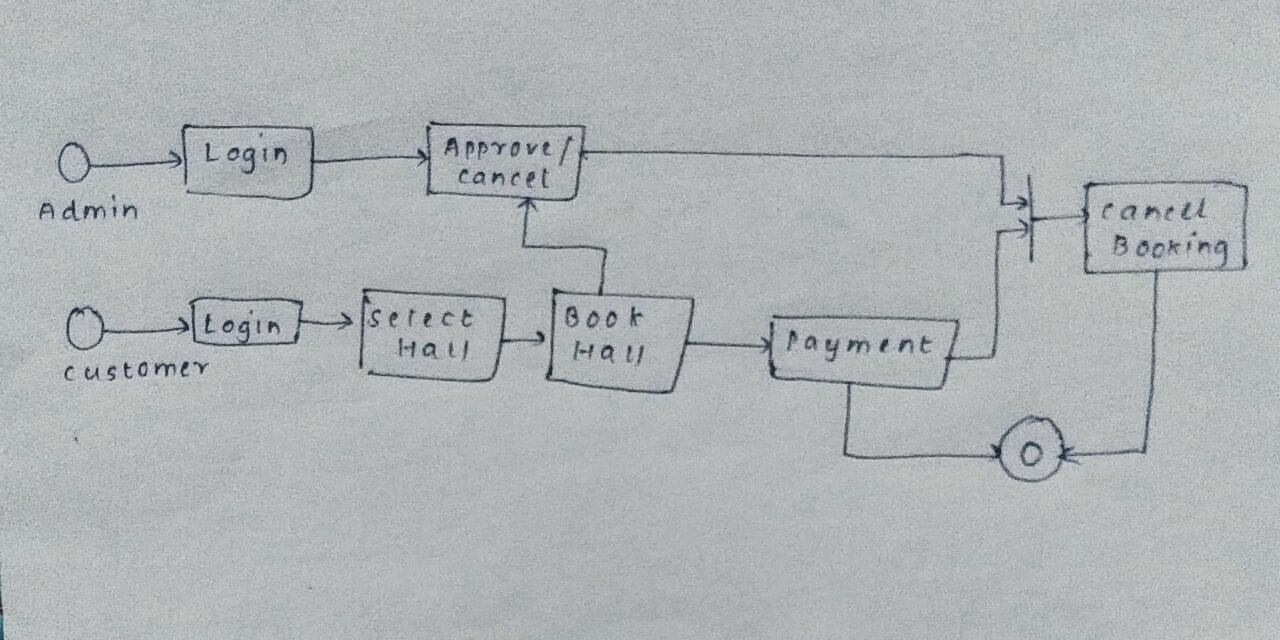 Login
Approve/
cancel
Admin
cancel
Booking
Login
Select
Hall
Book
Hall
Payment
customer